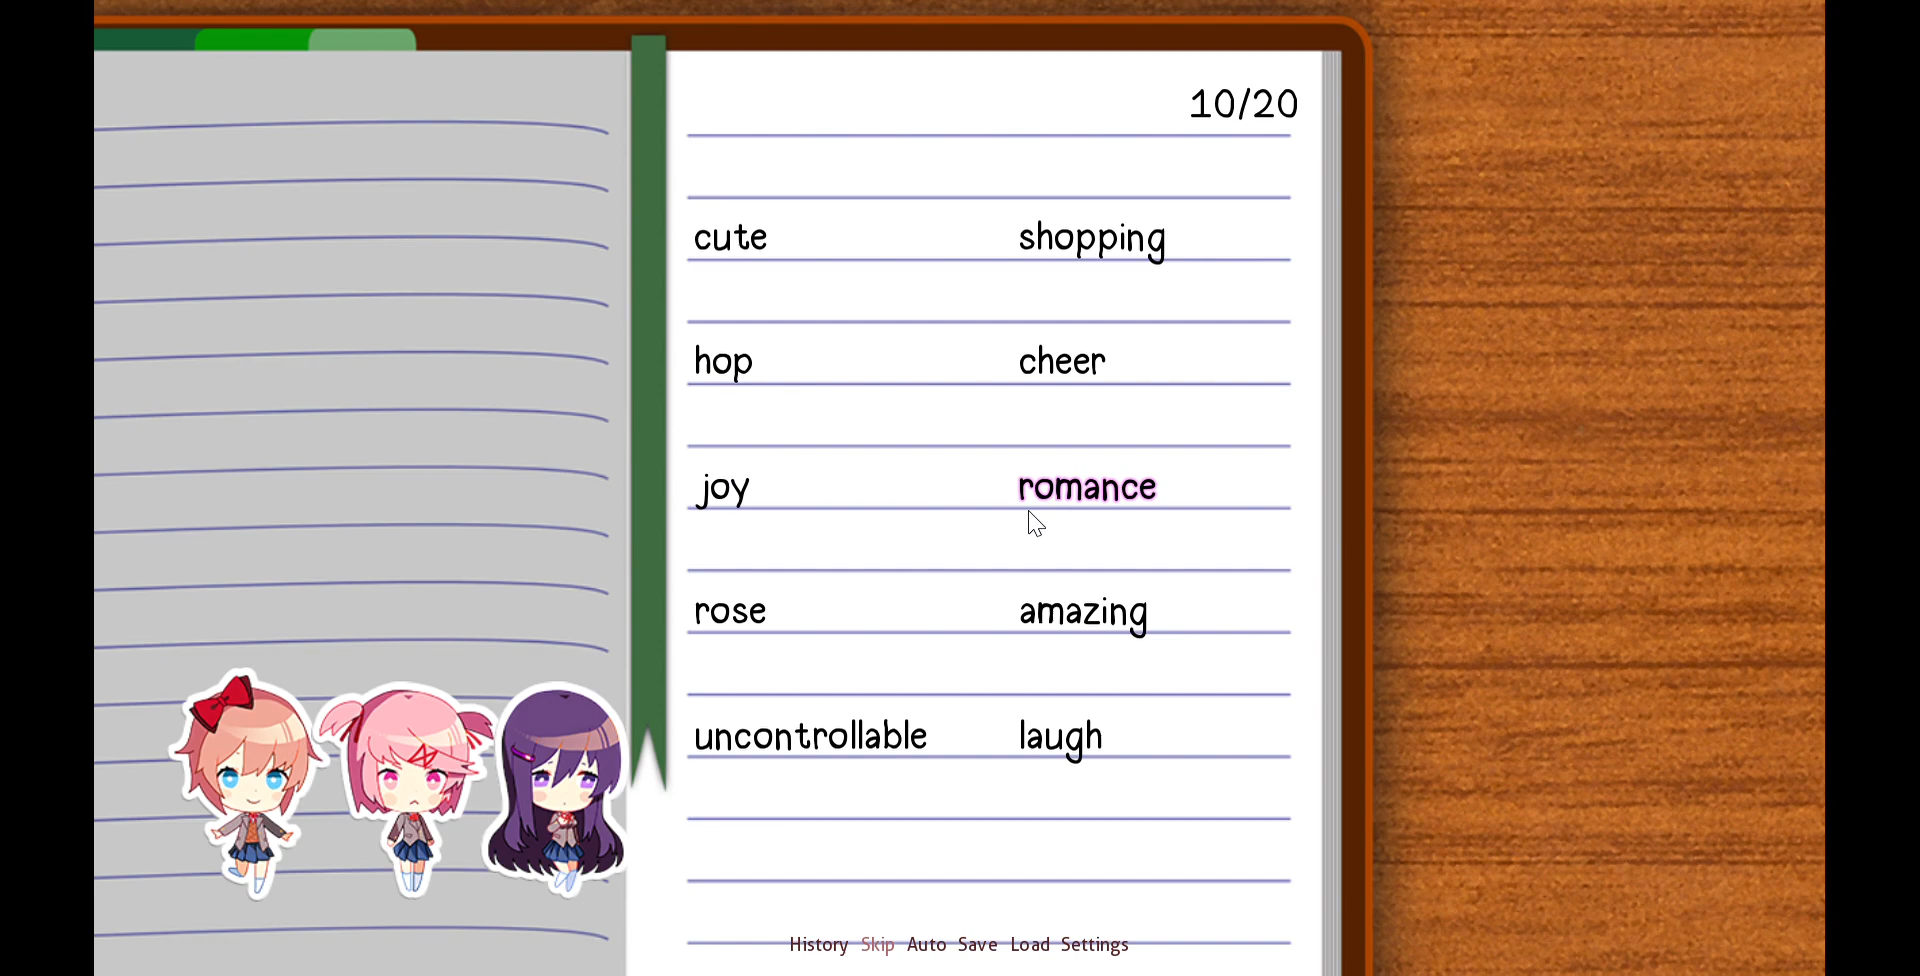 10/20
cute shopping
hop cheer
joy romance
rose amazing
uncontrollable laugh
History Skip Auto Save Load Settings